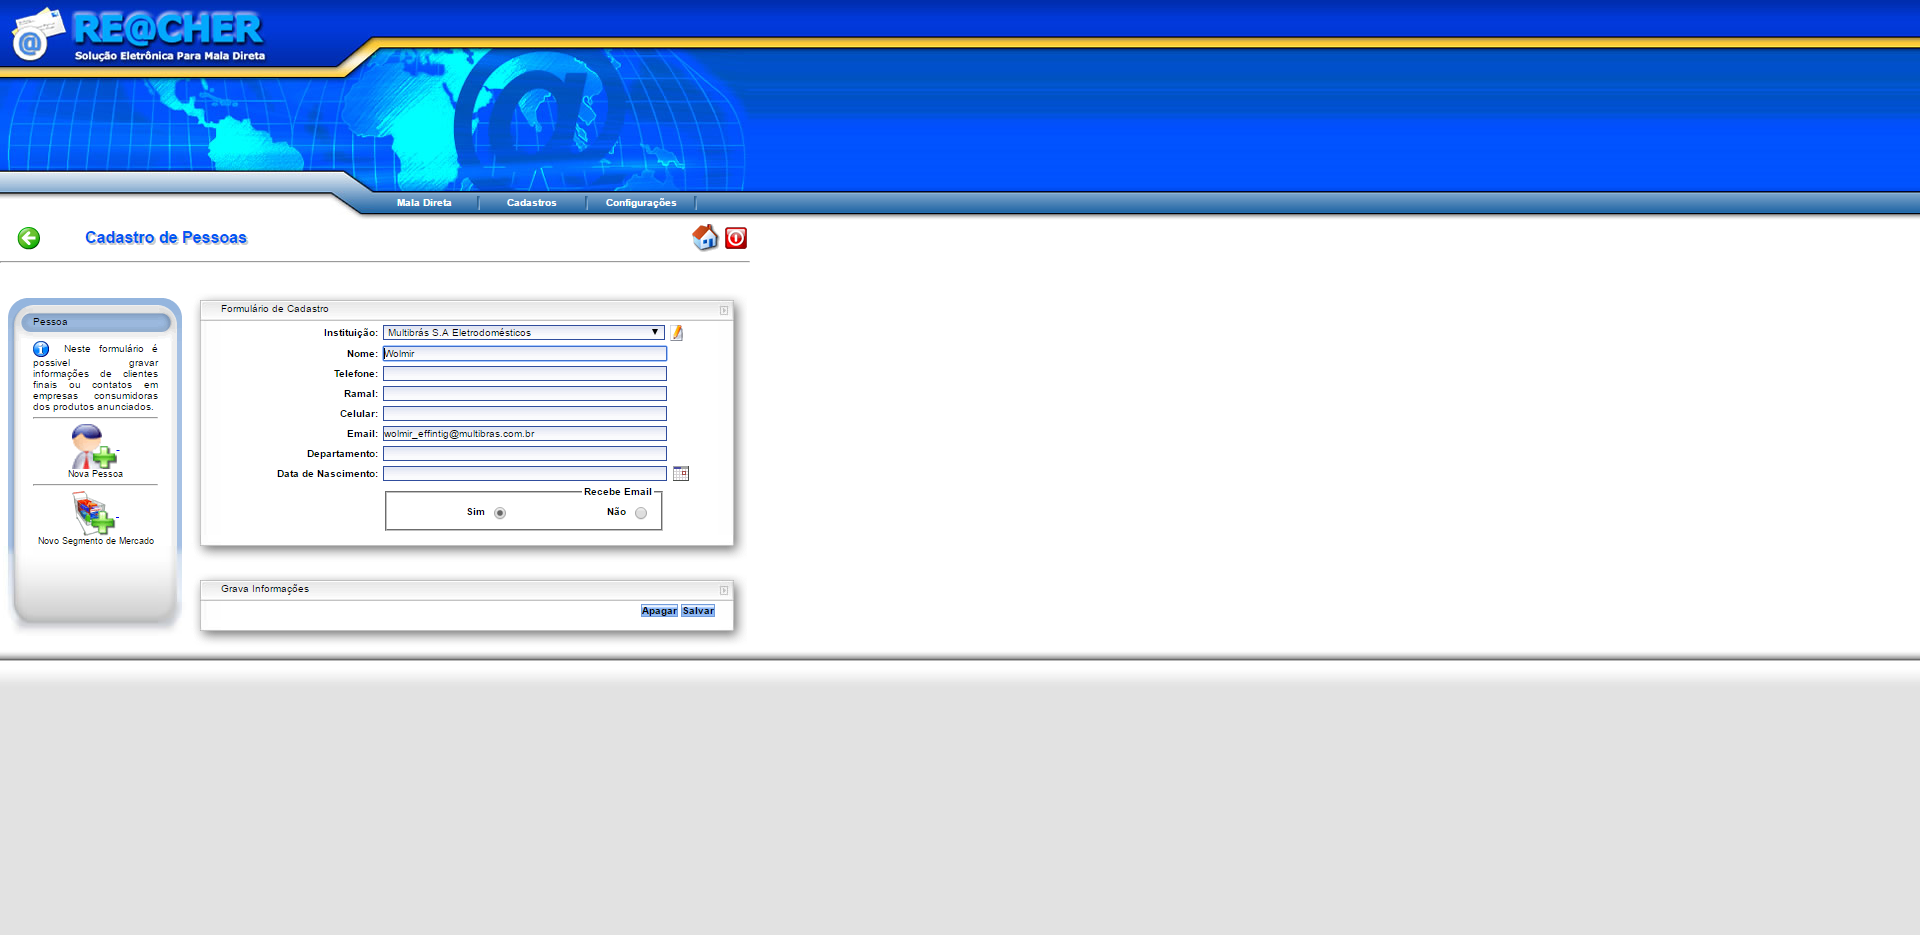 RE@CHER
Solução Eletrônica Para Mala Direta
Mala Direta
Cadastros
Configurações
Cadastro de Pessoas
Pessoa
Neste formulário é
possivel gravar
informações de clientes
finais ou contatos em
empresas consumidoras
dos produtos anunciados.
Nova Pessoa
Novo Segmento de Mercado
Formulário de Cadastro
Instituição: Multibrás S.A Eletrodomésticos
Nome: Wolmir
Telefone:
Ramal:
Celular:
Email: wolmir_effintig@multibras.com.br
Departamento:
Data de Nascimento:
Recebe Email
Sim Não
Grava Informações
Apagar Salvar